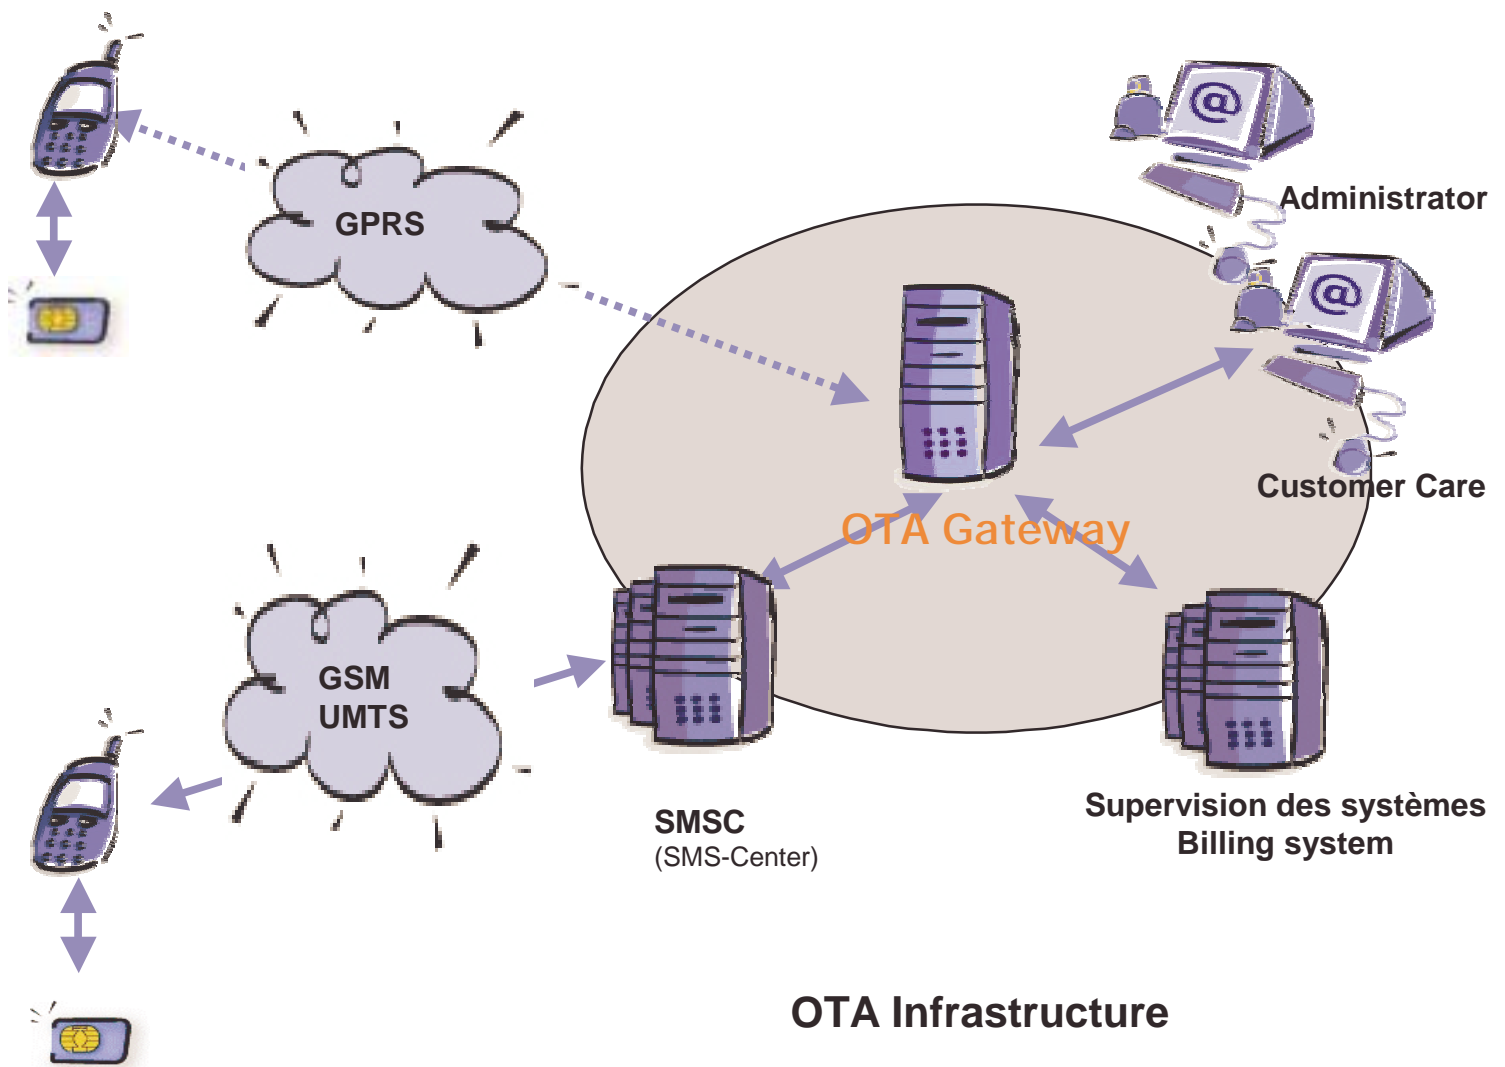 @
Administrator
GPRS
@
Customer Care
OTA Gateway
GSM
UMTS
SMSC
(SMS-Center)
Supervision des systèmes
Billing system
OTA Infrastructure